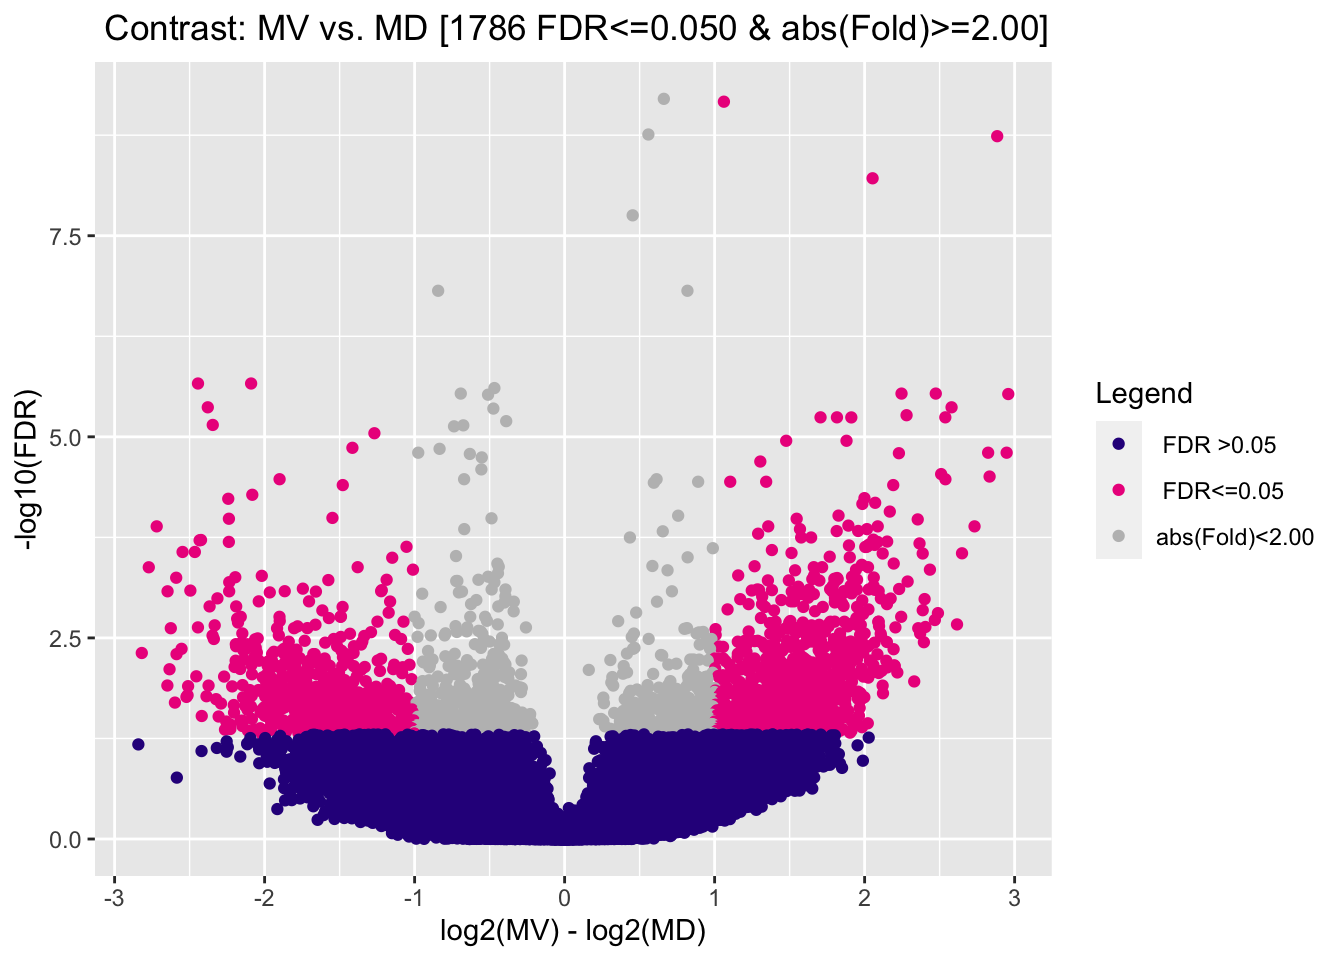 Contrast: MV vs. MD [1786 FDR<=0.050 & abs(Fold)>=2.00]
-log10(FDR)
7.5
5.0
2.5
0.0
-3 -2 -1 0 1 2 3
log2(MV) - log2(MD)
Legend
FDR >0.05
FDR<=0.05
abs(Fold)<2.00